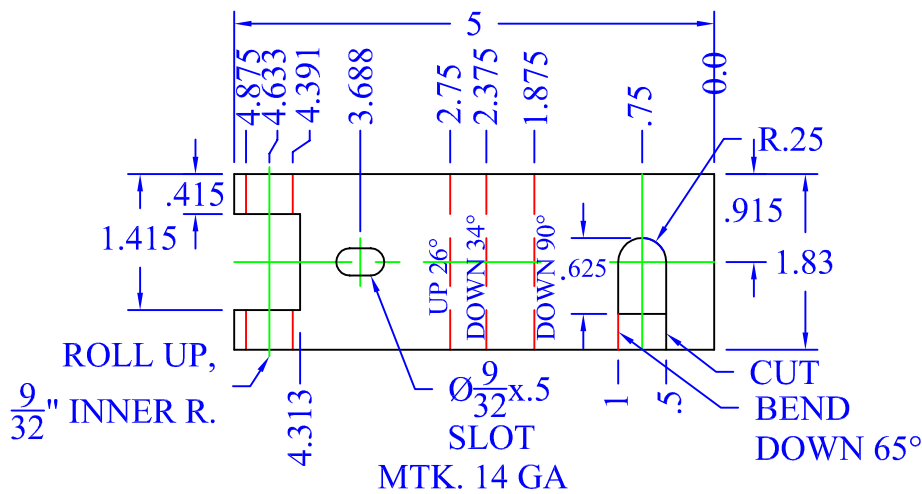 5
4.875
4.633
4.391
3.688
2.75
2.375
1.875
.75
0.0
R.25
.415
1.415
.915
1.83
.625
UP 26°
DOWN 34°
DOWN 90°
ROLL UP,
9/32" INNER R.
4.313
Ø9/32x.5
SLOT
MTK. 14 GA
1
.5
CUT
BEND
DOWN 65°